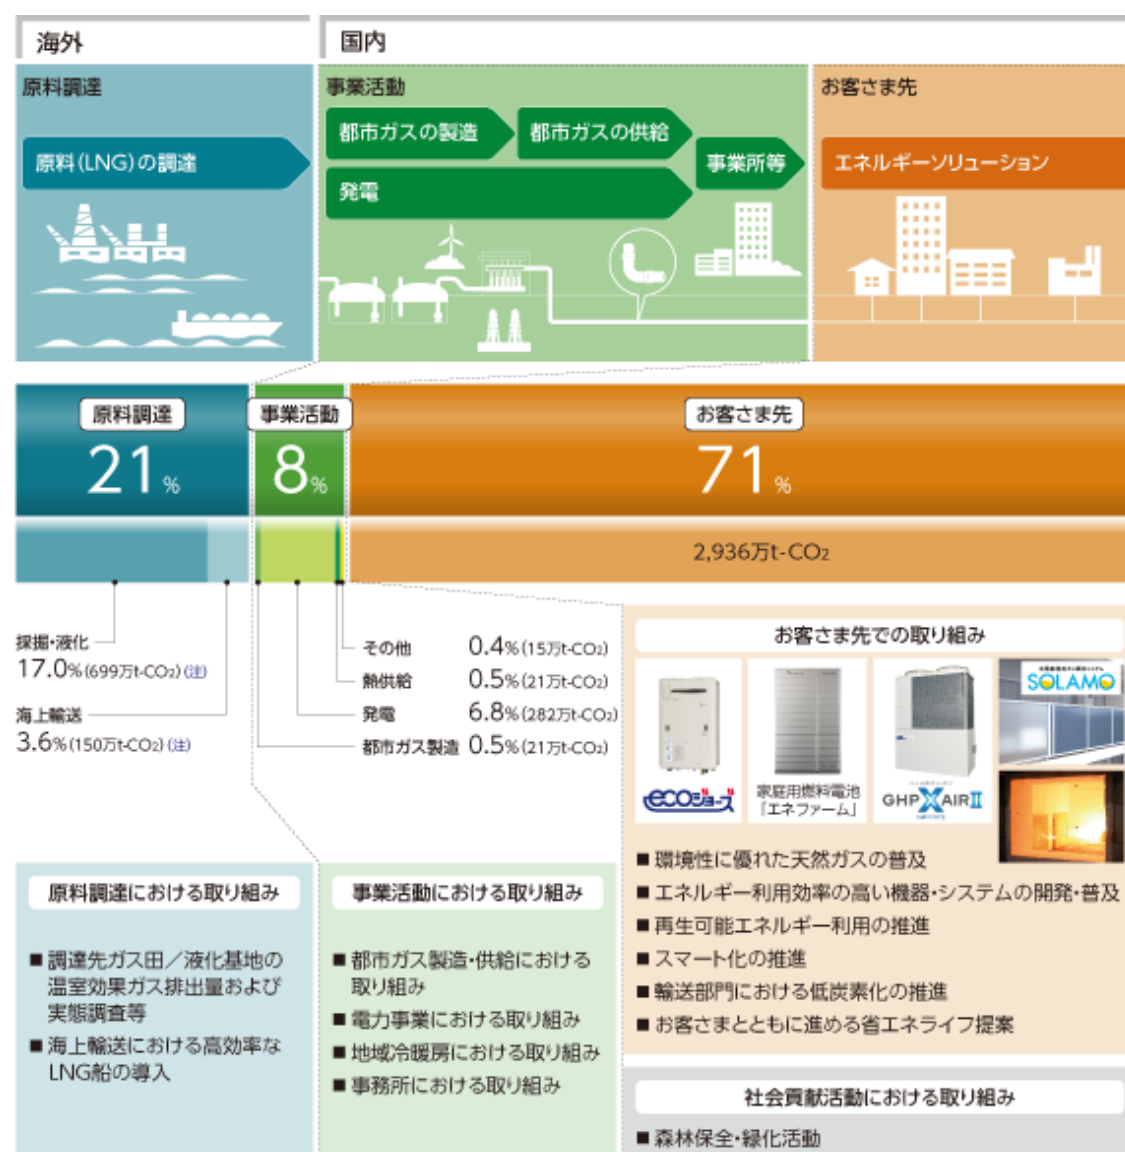 海外
国内
原料調達
事業活動
お客さま先
原料(LNG)の調達
都市ガスの製造
都市ガスの供給
発電
事業所等
エネルギーソリューション
原料調達
21%
事業活動
8%
お客さま先
71%
2,936万t-CO₂
採掘・液化
17.0%(699万t-CO₂)(注)
海上輸送
3.6%(150万t-CO₂)(注)
その他 0.4%(15万t-CO₂)
熱供給 0.5%(21万t-CO₂)
発電 6.8%(282万t-CO₂)
都市ガス製造 0.5%(21万t-CO₂)
お客さま先での取り組み
ecoジョーズ
家庭用燃料電池
「エネファーム」
GHP XAIR II
SOLAMO
■環境性に優れた天然ガスの普及
■エネルギー利用効率の高い機器・システムの開発・普及
■再生可能エネルギー利用の推進
■スマート化の推進
■輸送部門における低炭素化の推進
■お客さまとともに進める省エネライフ提案
原料調達における取り組み
■調達先ガス田／液化基地の
温室効果ガス排出量および
実態調査等
■海上輸送における高効率な
LNG船の導入
事業活動における取り組み
■都市ガス製造・供給における
取り組み
■電力事業における取り組み
■地域冷暖房における取り組み
■事務所における取り組み
社会貢献活動における取り組み
■森林保全・緑化活動